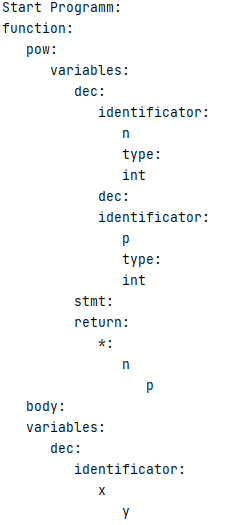 Start Programm:
function:
pow:
variables:
dec:
identificator:
n
type:
int
dec:
identificator:
p
type:
int
stmt:
return:
*:
n
p
body:
variables:
dec:
identificator:
x
y